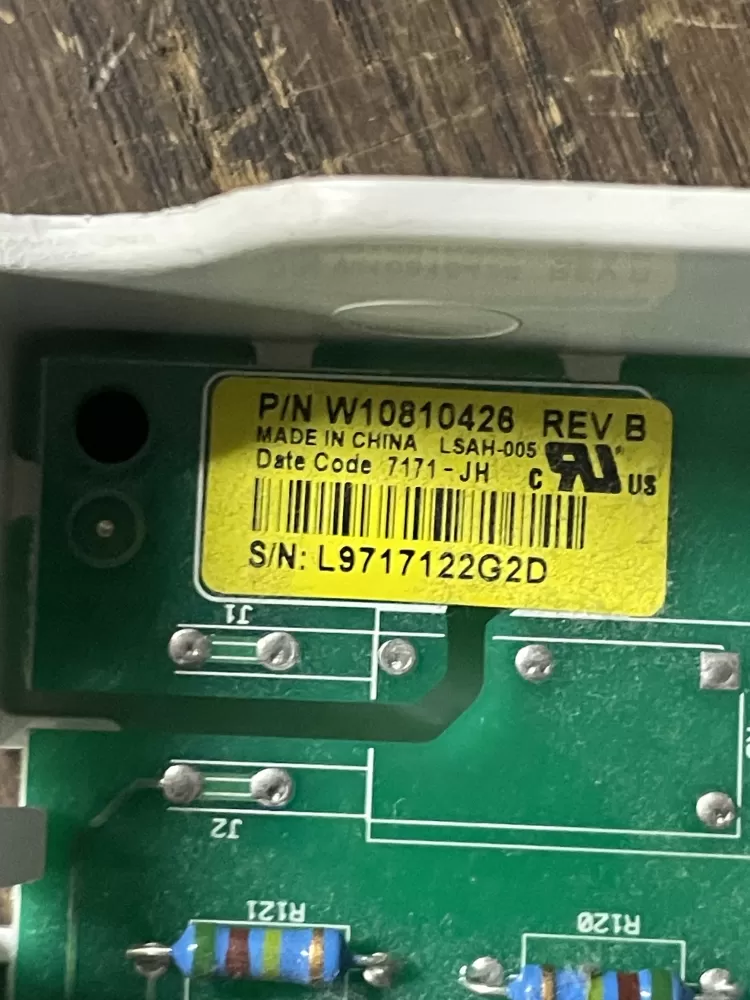 P/N W10810426 REV B
MADE IN CHINA LSAH-005
Date Code 7171-JH C US
S/N: L9717122G2D
J1
J2
R121
R120